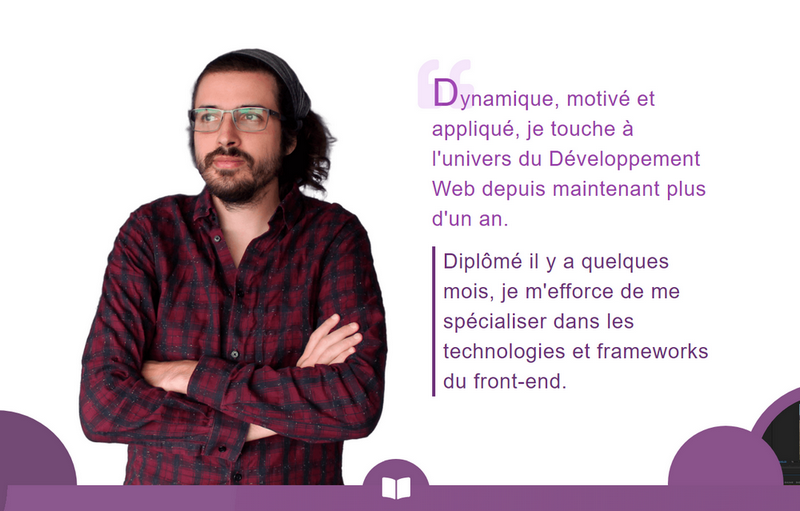 Dynamique, motivé et
appliqué, je touche à
l'univers du Développement
Web depuis maintenant plus
d'un an.
Diplômé il y a quelques
mois, je m'efforce de me
spécialiser dans les
technologies et frameworks
du front-end.